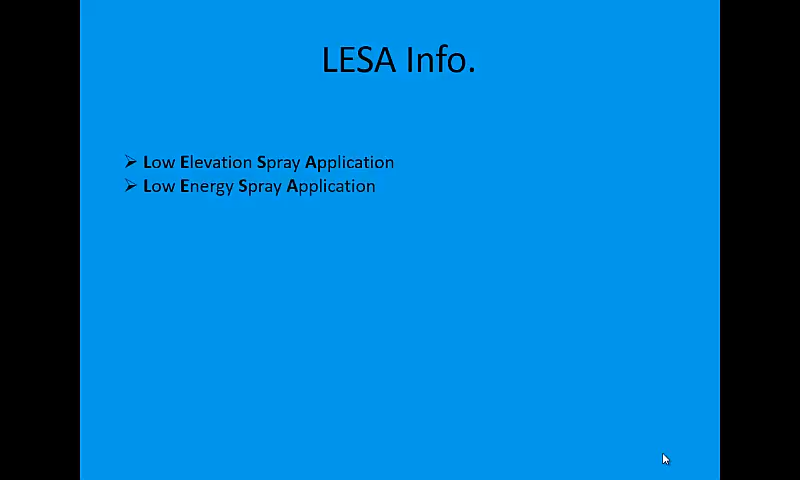 LESA Info.
➢ Low Elevation Spray Application
➢ Low Energy Spray Application